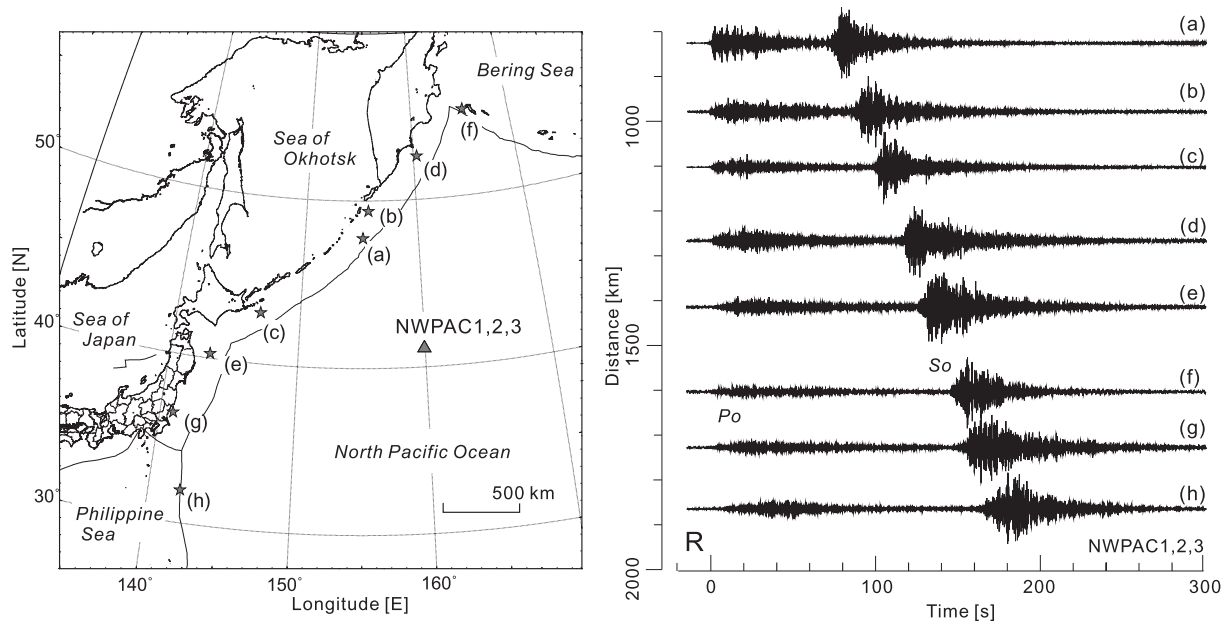 Bering Sea
Sea of
Okhotsk
(f)
(d)
(b)
(a)
(c)
Sea of
Japan
(e)
NWPAC1,2,3
(g)
North Pacific Ocean
(h)
500 km
Philippine
Sea
50°
40°
30°
Latitude [N]
140°
150°
160°
Longitude [E]
(a)
(b)
(c)
(d)
(e)
(f)
(g)
(h)
So
Po
R
NWPAC1,2,3
1000
1500
2000
Distance [km]
0
100
200
300
Time [s]